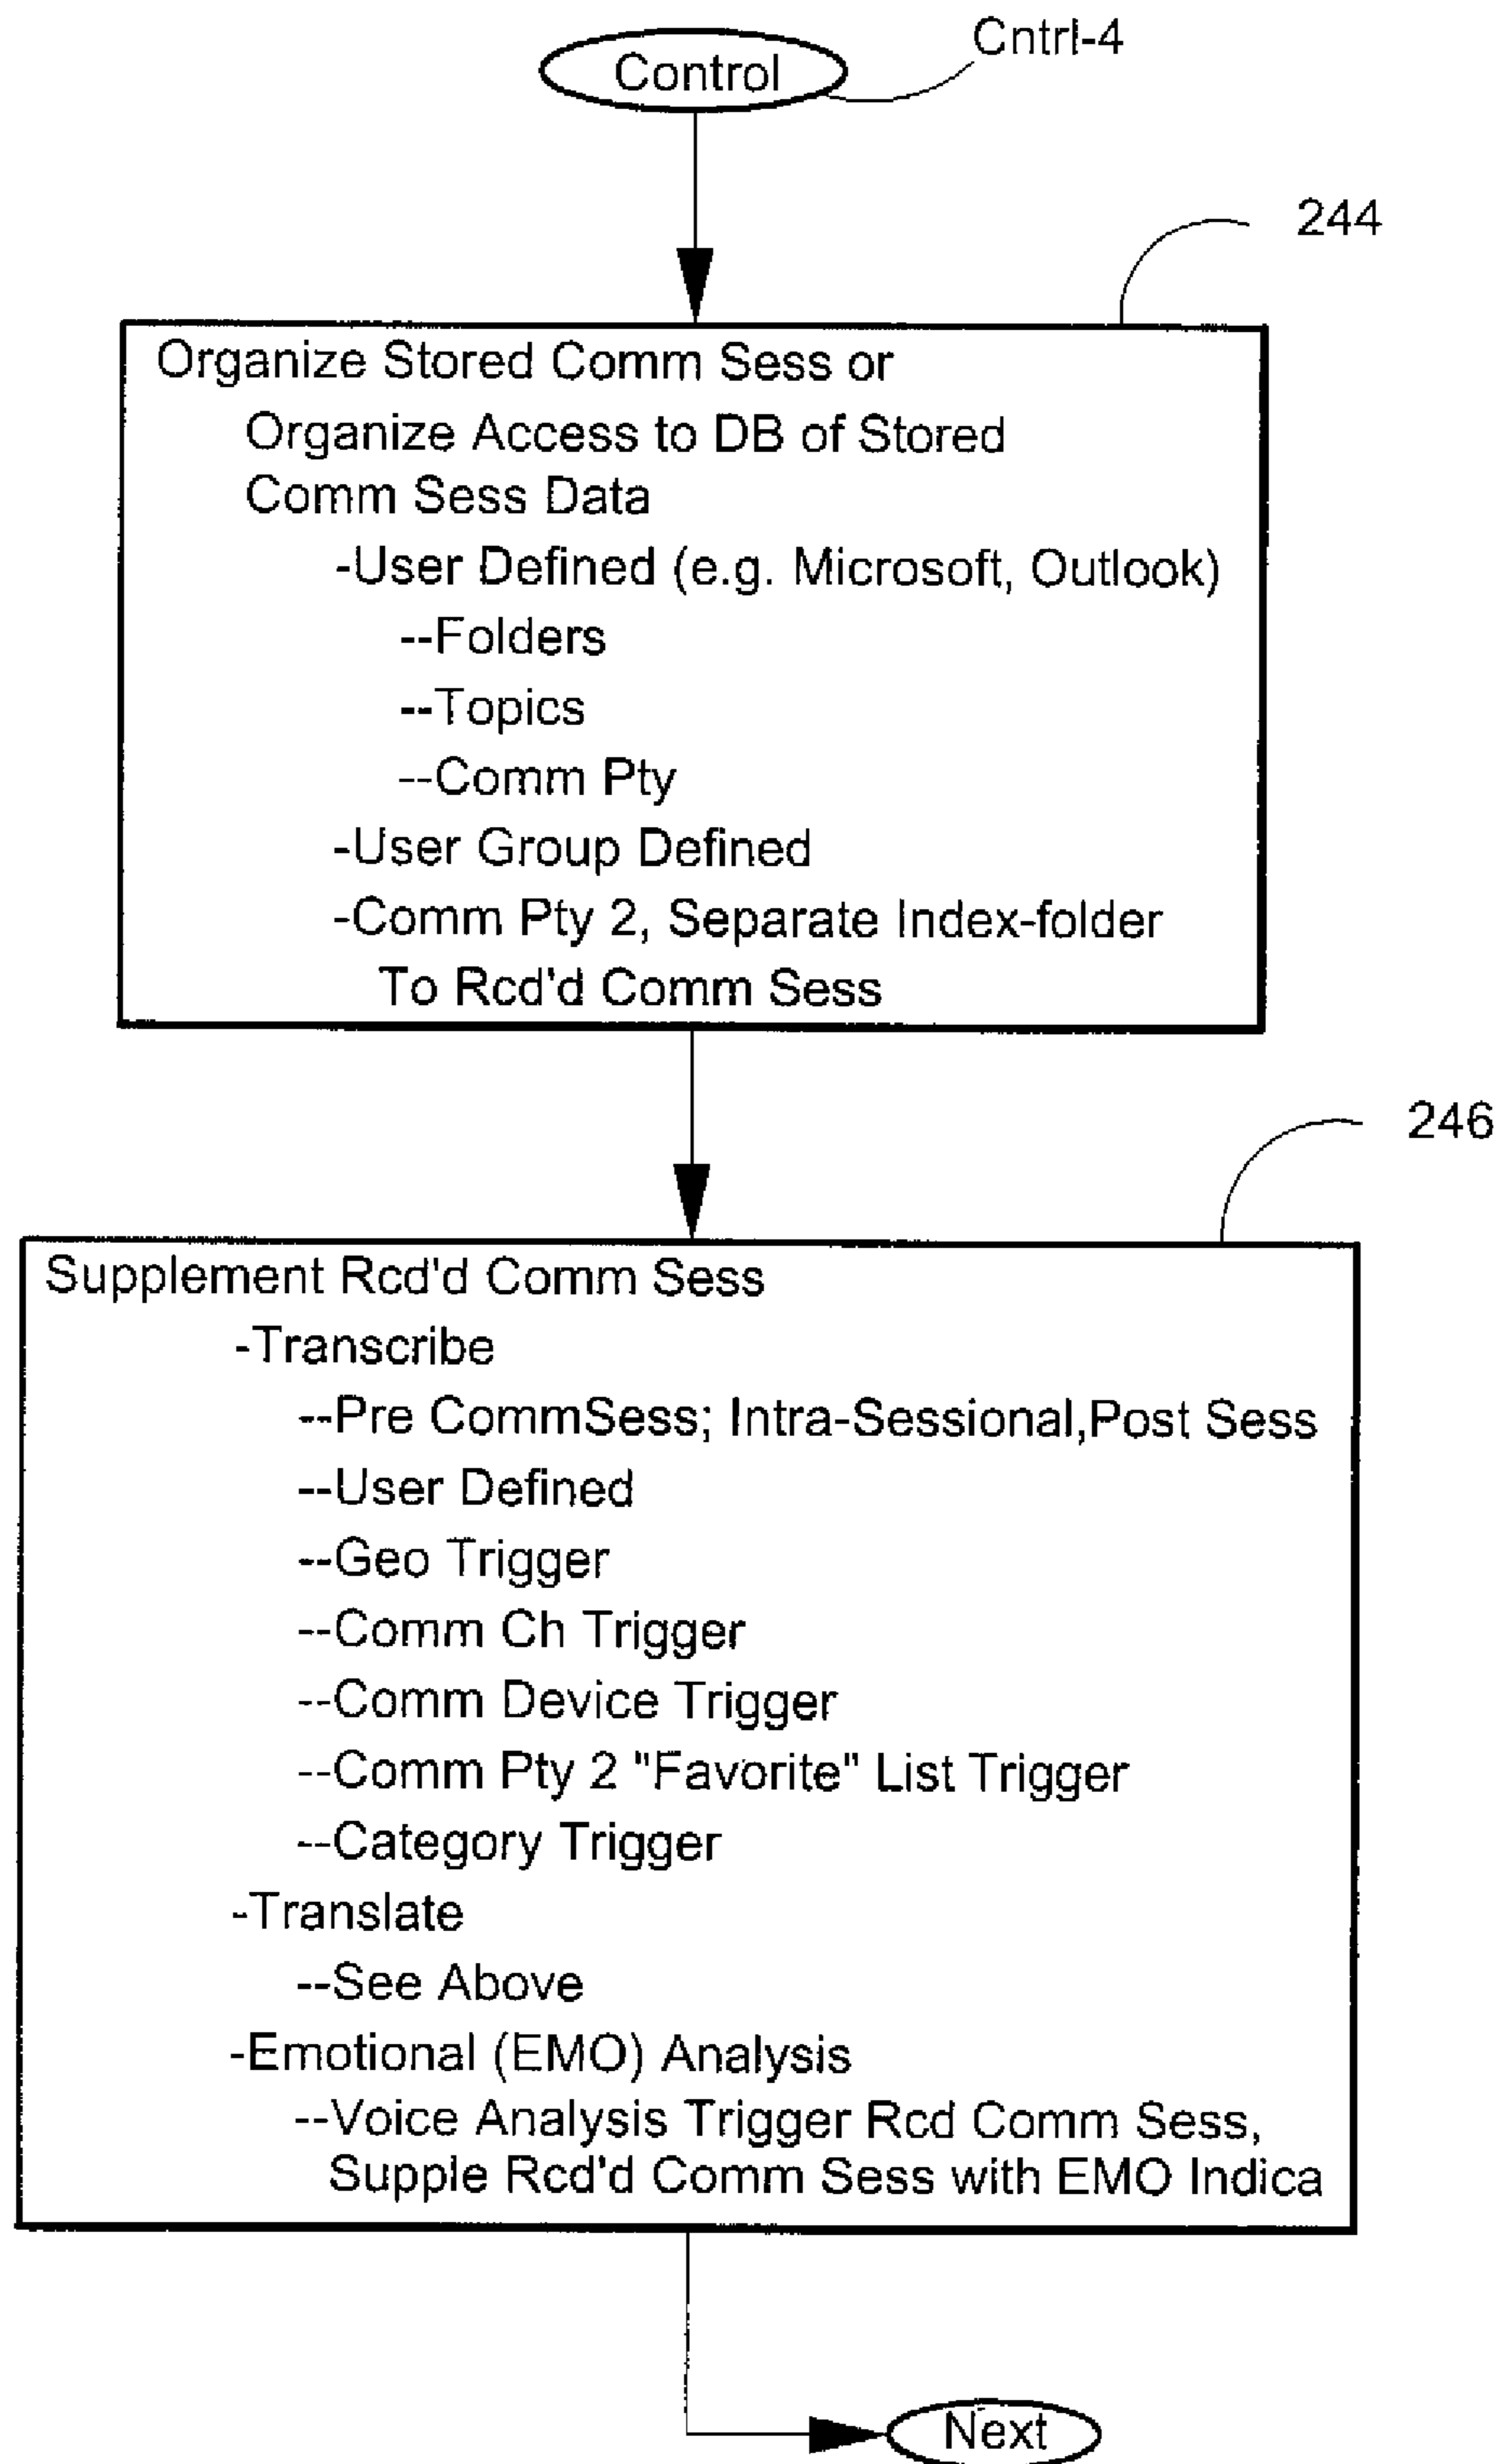 Control
Cntrl-4
244
Organize Stored Comm Sess or
Organize Access to DB of Stored
Comm Sess Data
-User Defined (e.g. Microsoft, Outlook)
--Folders
--Topics
--Comm Pty
-User Group Defined
-Comm Pty 2, Separate Index-folder
To Rcd'd Comm Sess
246
Supplement Rcd'd Comm Sess
-Transcribe
--Pre CommSess; Intra-Sessional,Post Sess
--User Defined
--Geo Trigger
--Comm Ch Trigger
--Comm Device Trigger
--Comm Pty 2 "Favorite" List Trigger
--Category Trigger
-Translate
--See Above
-Emotional (EMO) Analysis
--Voice Analysis Trigger Rcd Comm Sess,
Supple Rcd'd Comm Sess with EMO Indica
Next